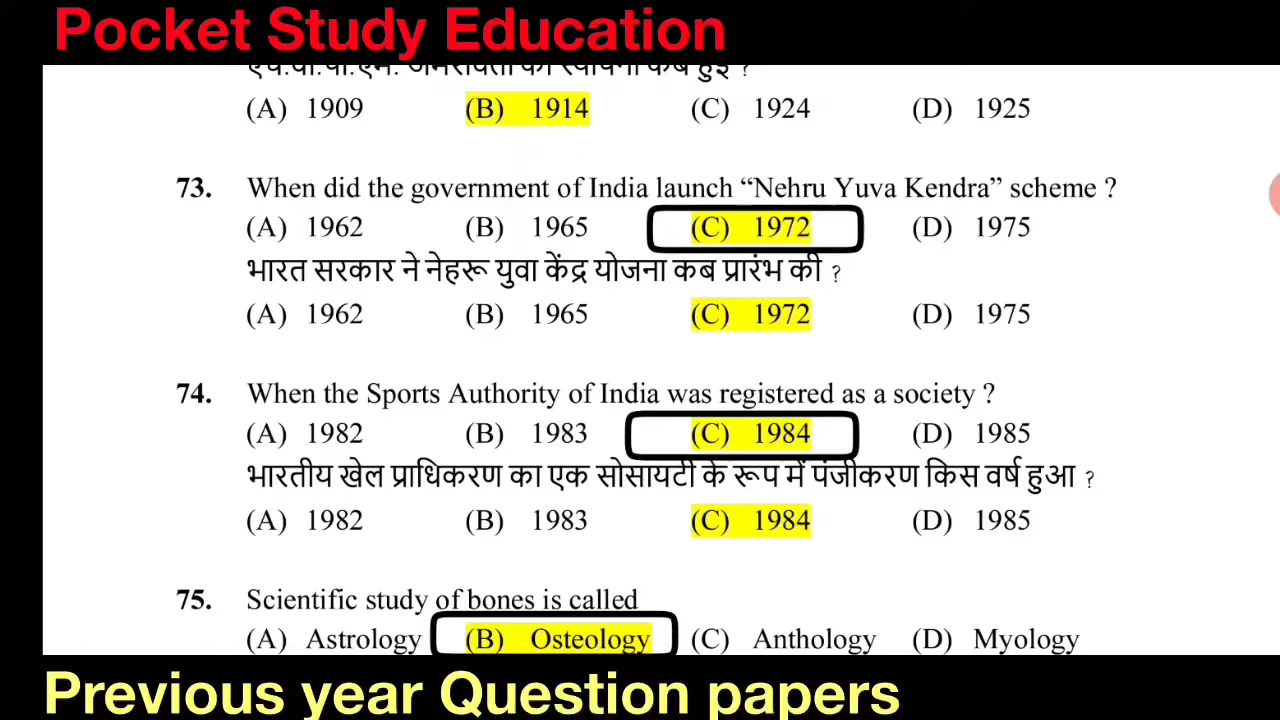 Pocket Study Education
(A) 1909 (B) 1914 (C) 1924 (D) 1925
73. When did the government of India launch “Nehru Yuva Kendra” scheme ?
(A) 1962 (B) 1965 (C) 1972 (D) 1975
भारत सरकार ने नेहरू युवा केंद्र योजना कब प्रारंभ की ?
(A) 1962 (B) 1965 (C) 1972 (D) 1975
74. When the Sports Authority of India was registered as a society ?
(A) 1982 (B) 1983 (C) 1984 (D) 1985
भारतीय खेल प्राधिकरण का एक सोसायटी के रूप में पंजीकरण किस वर्ष हुआ ?
(A) 1982 (B) 1983 (C) 1984 (D) 1985
75. Scientific study of bones is called
(A) Astrology (B) Osteology (C) Anthology (D) Myology
Previous year Question papers